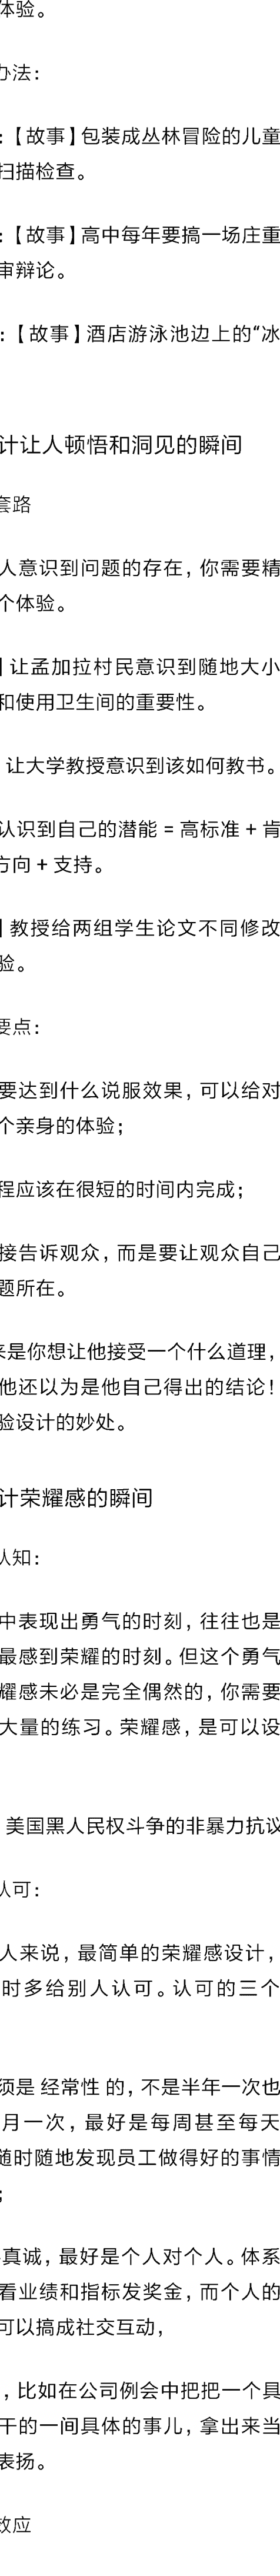 体验。
办法：
：【故事】包装成丛林冒险的儿童
扫描检查。
：【故事】高中每年要搞一场庄重
审辩论。
：【故事】酒店游泳池边上的“冰
计让人顿悟和洞见的瞬间
套路
人意识到问题的存在，你需要精
个体验。
让孟加拉村民意识到随地大小
和使用卫生间的重要性。
让大学教授意识到该如何教书。
认识到自己的潜能 = 高标准 + 肯
方向 + 支持。
教授给两组学生论文不同修改
验。
要点：
要达到什么说服效果，可以给对
个亲身的体验；
程应该在很短的时间内完成；
接告诉观众，而是要让观众自己
题所在。
来是你想让他接受一个什么道理，
他还以为是他自己得出的结论！
验设计的妙处。
计荣耀感的瞬间
认知：
中表现出勇气的时刻，往往也是
最感到荣耀的时刻。但这个勇气
耀感未必是完全偶然的，你需要
大量的练习。荣耀感，是可以设
美国黑人民权斗争的非暴力抗议
认可：
人来说，最简单的荣耀感设计，
时多给别人认可。认可的三个
须是 经常性 的，不是半年一次也
月一次，最好是每周甚至每天
随时随地发现员工做得好的事情
；
真诚，最好是个人对个人。体系
看业绩和指标发奖金，而个人的
可以搞成社交互动，
，比如在公司例会中把把一个具
干的一间具体的事儿，拿出来当
表扬。
效应